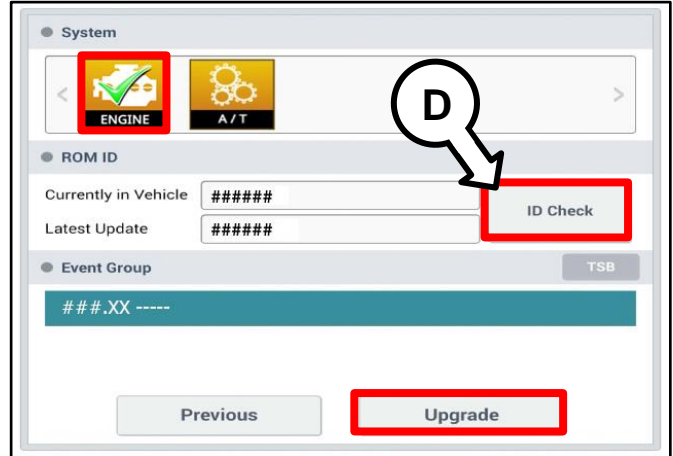 System
<
ENGINE
A/T
D
>
ROM ID
Currently in Vehicle ######
ID Check
Latest Update ######
Event Group TSB
###.XX -----
Previous Upgrade